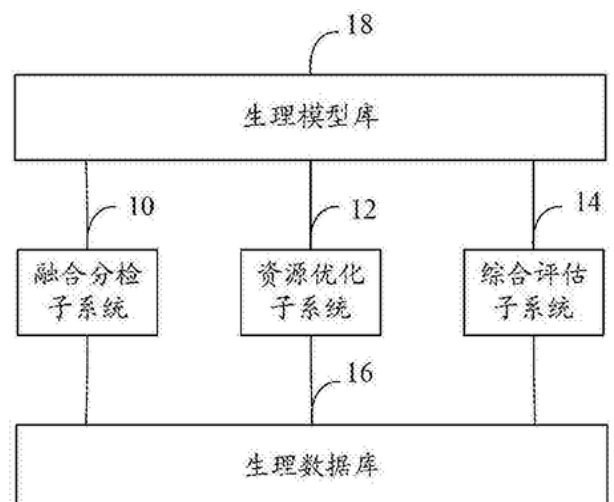 18
生理模型库
10
12
14
融合分检
子系统
资源优化
子系统
综合评估
子系统
16
生理数据库